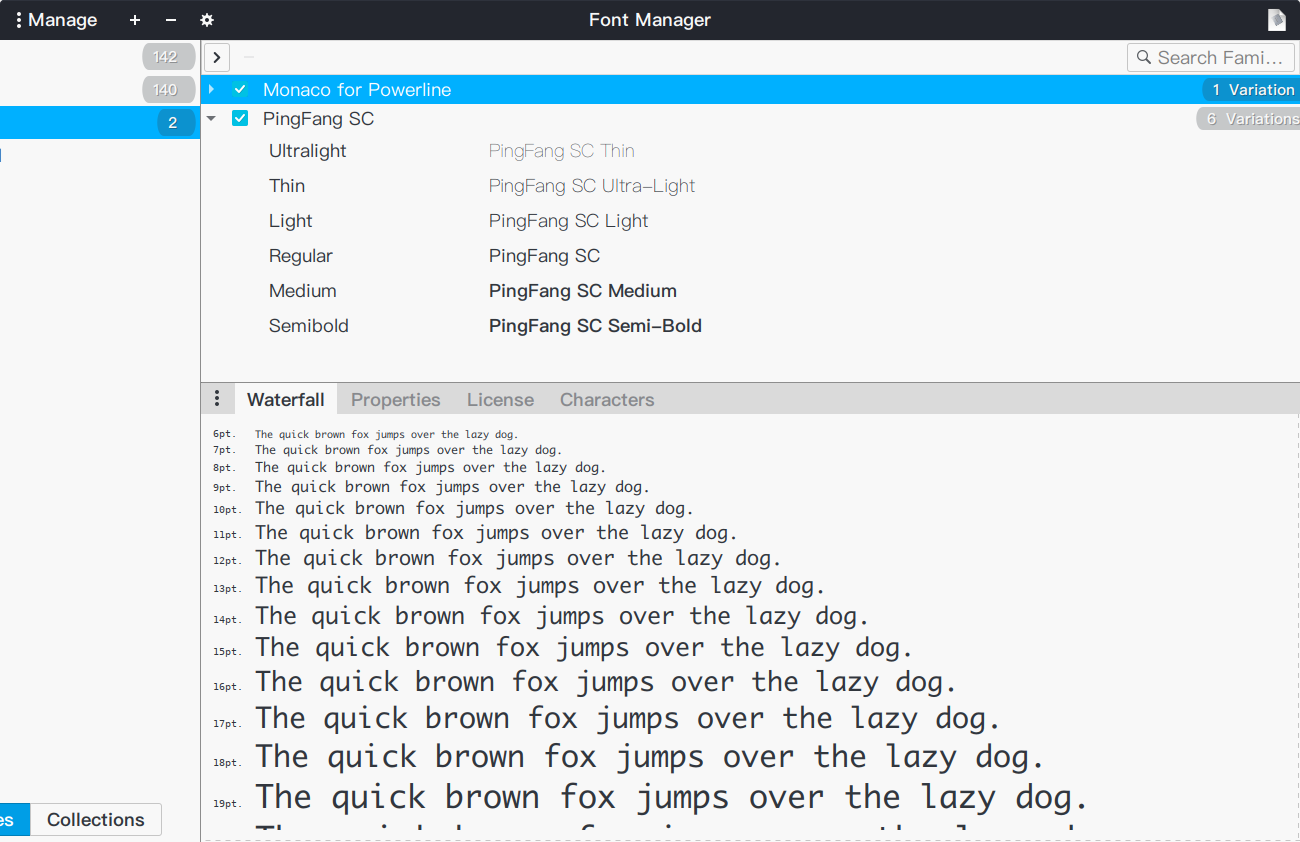 Manage + − Font Manager
142
Search Fami...
140
Monaco for Powerline 1 Variation
2
PingFang SC 6 Variations
Ultralight PingFang SC Thin
Thin PingFang SC Ultra-Light
Light PingFang SC Light
Regular PingFang SC
Medium PingFang SC Medium
Semibold PingFang SC Semi-Bold
Waterfall Properties License Characters
6pt. The quick brown fox jumps over the lazy dog.
7pt. The quick brown fox jumps over the lazy dog.
8pt. The quick brown fox jumps over the lazy dog.
9pt. The quick brown fox jumps over the lazy dog.
10pt. The quick brown fox jumps over the lazy dog.
11pt. The quick brown fox jumps over the lazy dog.
12pt. The quick brown fox jumps over the lazy dog.
13pt. The quick brown fox jumps over the lazy dog.
14pt. The quick brown fox jumps over the lazy dog.
15pt. The quick brown fox jumps over the lazy dog.
16pt. The quick brown fox jumps over the lazy dog.
17pt. The quick brown fox jumps over the lazy dog.
18pt. The quick brown fox jumps over the lazy dog.
19pt. The quick brown fox jumps over the lazy dog.
es Collections